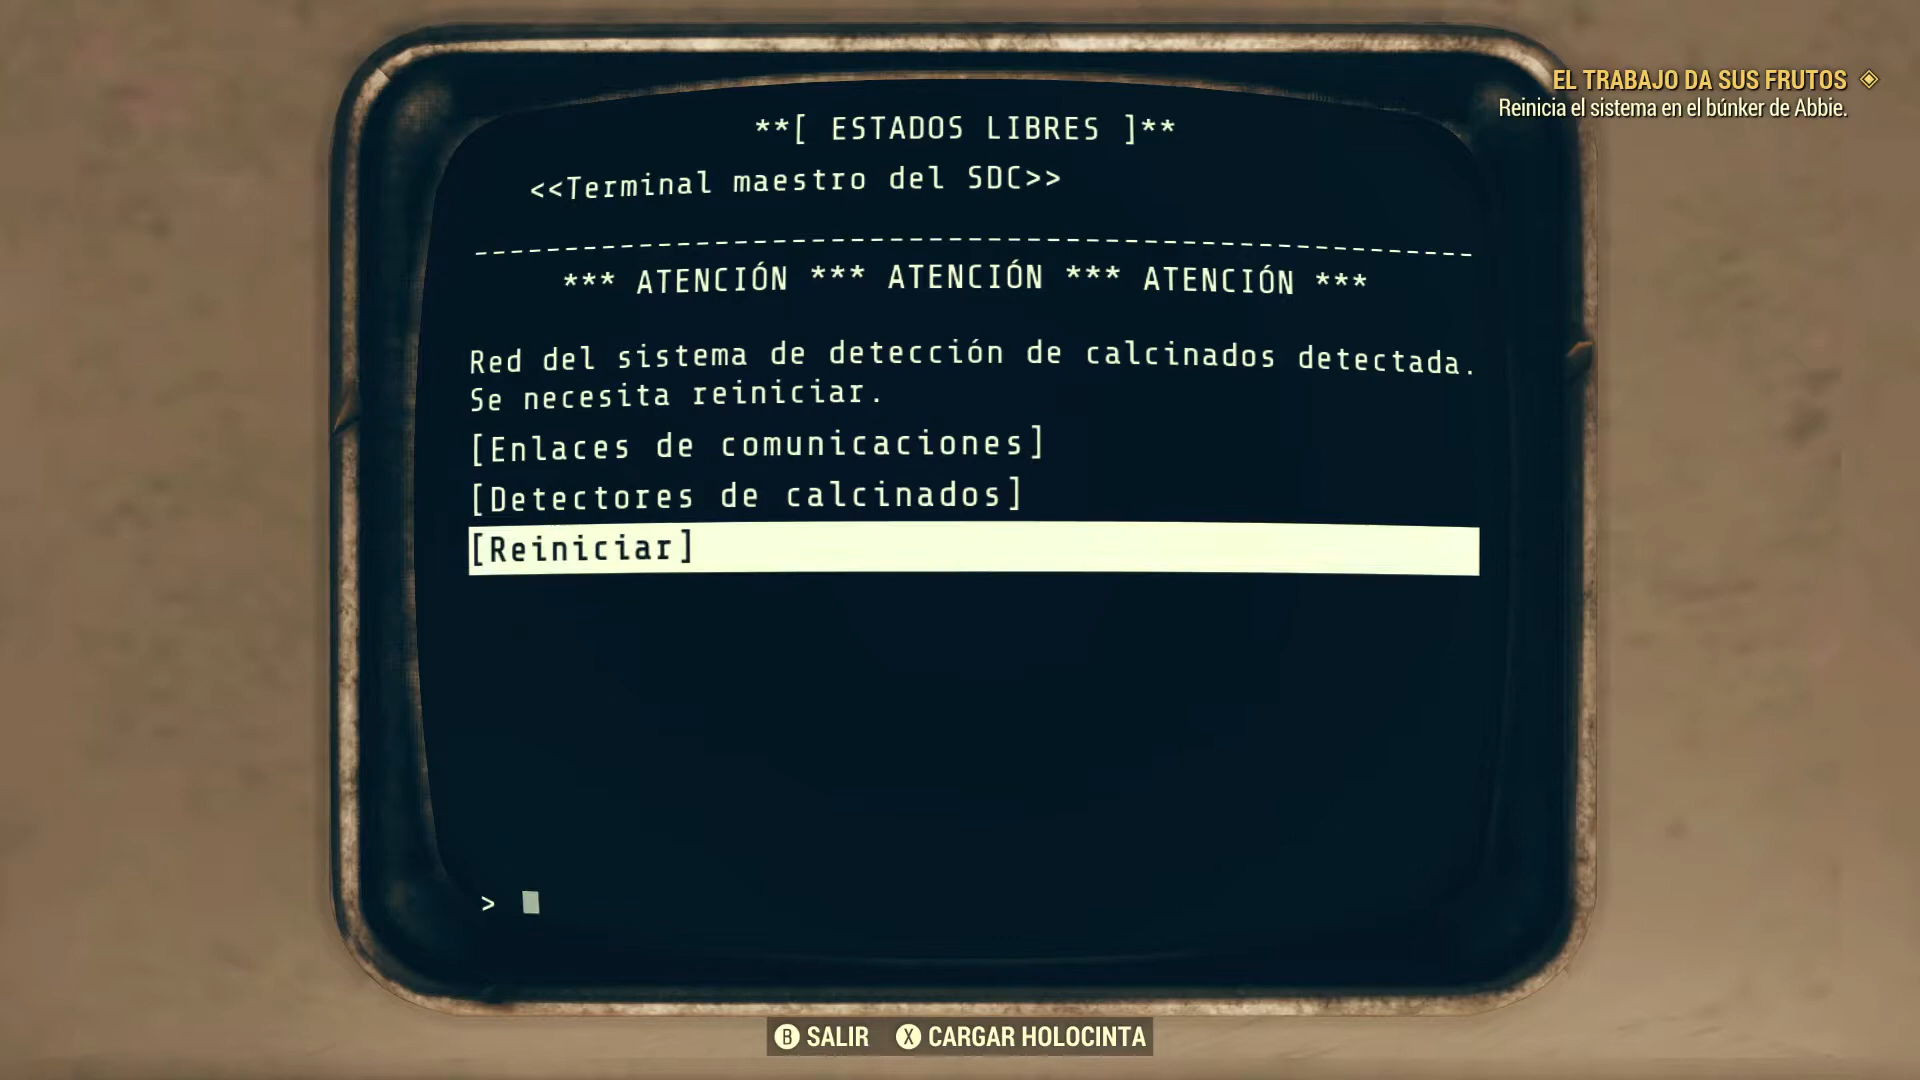 EL TRABAJO DA SUS FRUTOS
Reinicia el sistema en el búnker de Abbie.
**[ ESTADOS LIBRES ]**
<<Terminal maestro del SDC>>
-------------------------------------------------------
*** ATENCIÓN *** ATENCIÓN *** ATENCIÓN ***
Red del sistema de detección de calcinados detectada.
Se necesita reiniciar.
[Enlaces de comunicaciones]
[Detectores de calcinados]
[Reiniciar]
>
B SALIR X CARGAR HOLOCINTA